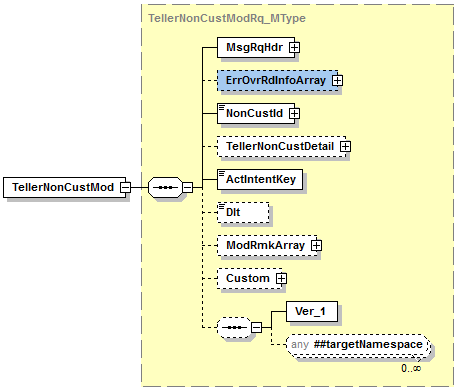 TellerNonCustModRq_MType
MsgRqHdr
ErrOvrRdInfoArray
NonCustId
TellerNonCustDetail
TellerNonCustMod
ActIntentKey
Dlt
ModRmkArray
Custom
Ver_1
any ##targetNamespace
0..∞